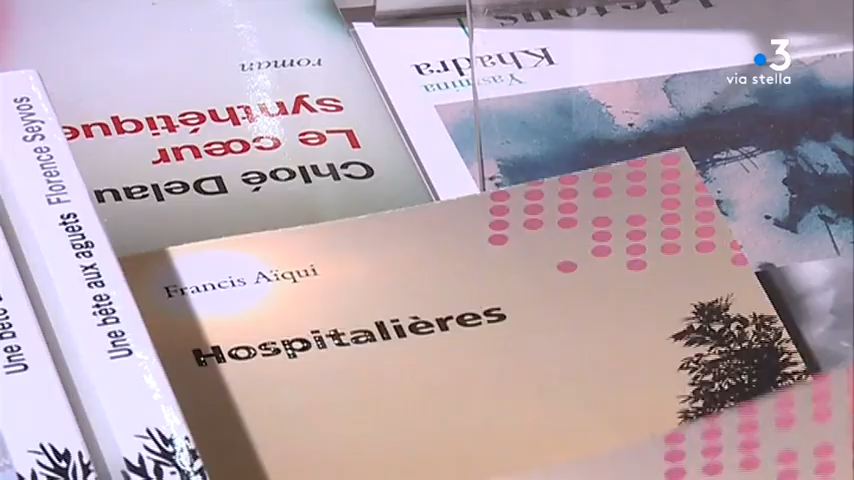 3
via stella
Yasmina
Khadra
roman
Chloé Delau
Le cœur
synthétique
Une bête aux aguets Florence Seyvos
Une bête
Francis Aïqui
Hospitalières